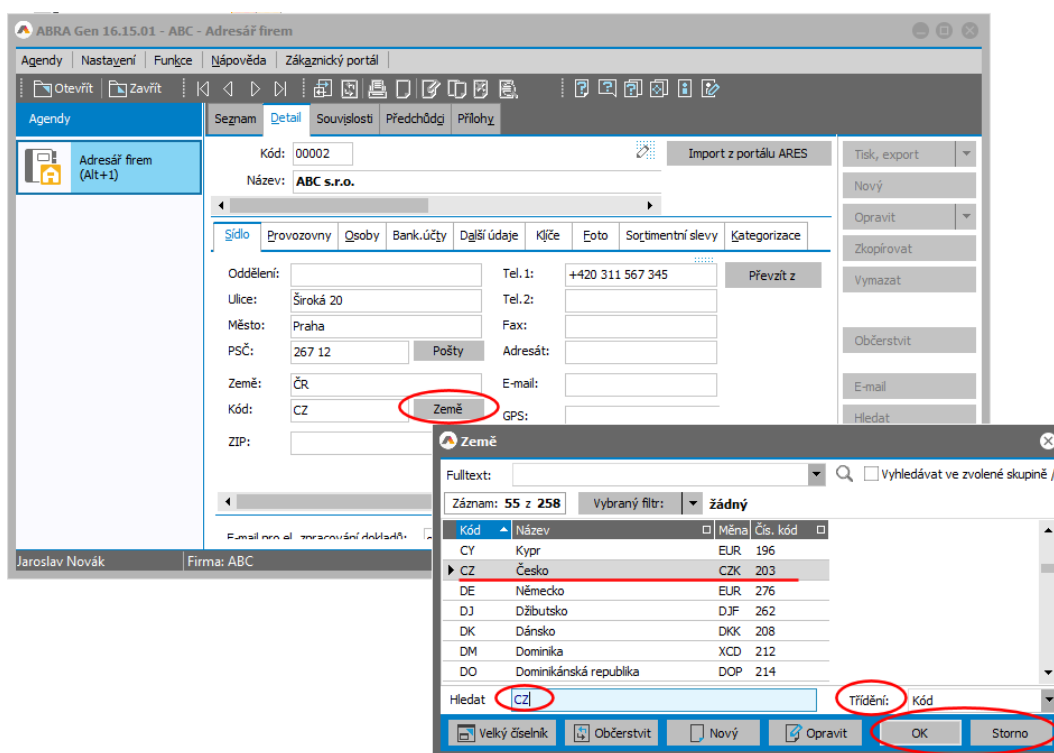 ABRA Gen 16.15.01 - ABC - Adresář firem
Agendy Nastavení Funkce Nápověda Zákaznický portál
Otevřít Zavřít
Agendy
Adresář firem
(Alt+1)
Seznam Detail Souvislosti Předchůdci Přílohy
Kód: 00002 Import z portálu ARES
Název: ABC s.r.o.
Sídlo Provozovny Osoby Bank.účty Další údaje Klíče Foto Sortimentní slevy Kategorizace
Oddělení: Tel.1: +420 311 567 345 Převzít z
Ulice: Široká 20 Tel.2:
Město: Praha Fax:
PSČ: 267 12 Pošty Adresát:
Země: ČR E-mail:
Kód: CZ Země GPS:
ZIP:
E-mail pro el. zpracování dokladů:
Tisk, export
Nový
Opravit
Zkopírovat
Vymazat
Občerstvit
E-mail
Hledat
Jaroslav Novák Firma: ABC
Země
Fulltext: Vyhledávat ve zvolené skupině /
Záznam: 55 z 258 Vybraný filtr: žádný
Kód Název Měna Čís. kód
CY Kypr EUR 196
CZ Česko CZK 203
DE Německo EUR 276
DJ Džibutsko DJF 262
DK Dánsko DKK 208
DM Dominika XCD 212
DO Dominikánská republika DOP 214
Hledat CZ Třídění: Kód
Velký číselník Občerstvit Nový Opravit OK Storno